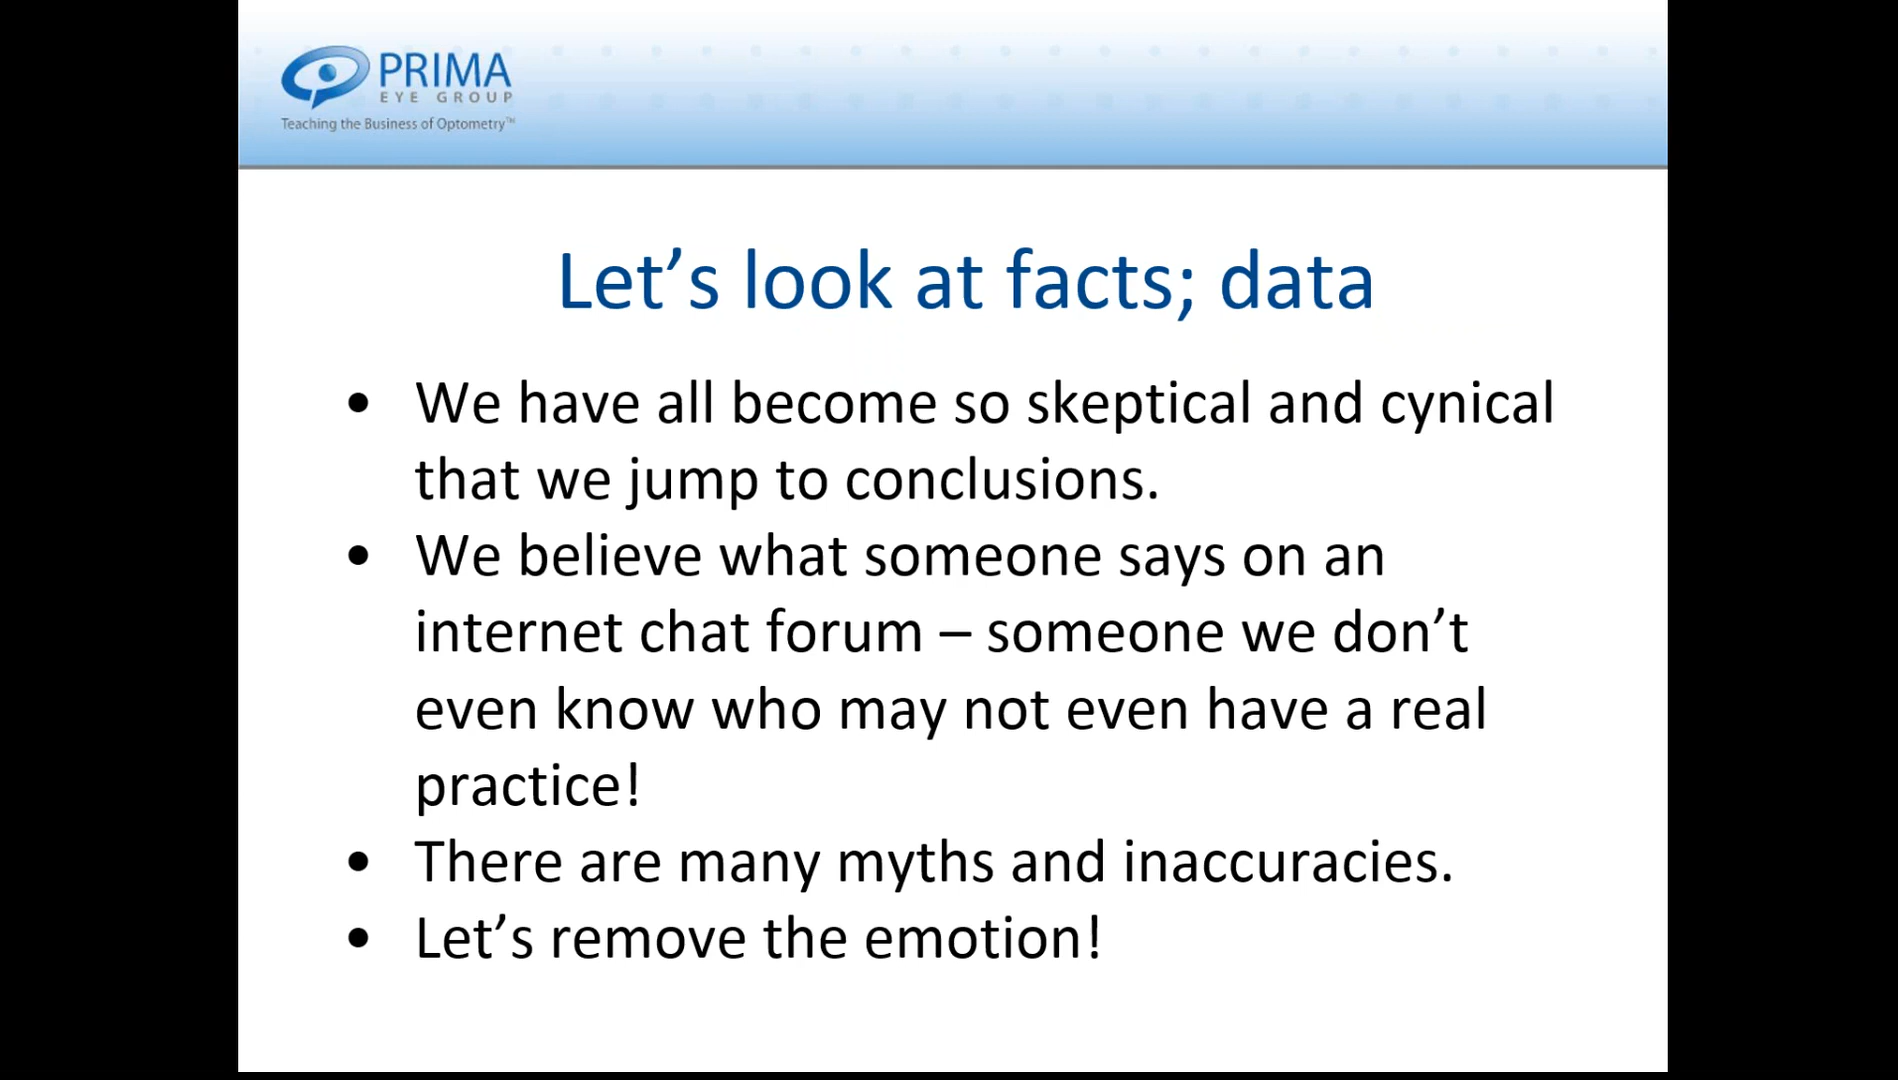 PRIMA
EYE GROUP
Teaching the Business of Optometry™
Let’s look at facts; data
• We have all become so skeptical and cynical
that we jump to conclusions.
• We believe what someone says on an
internet chat forum – someone we don’t
even know who may not even have a real
practice!
• There are many myths and inaccuracies.
• Let’s remove the emotion!